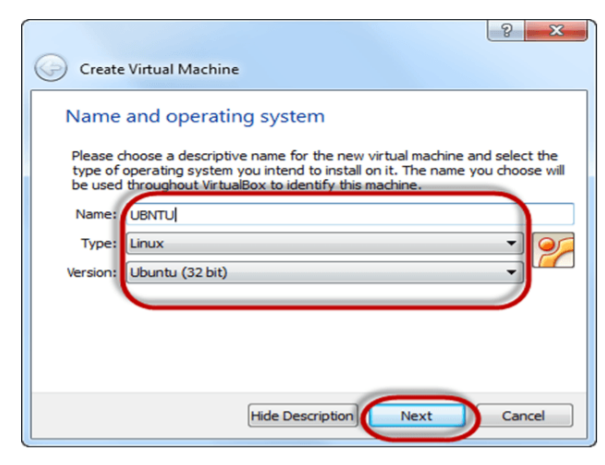 Create Virtual Machine
Name and operating system
Please choose a descriptive name for the new virtual machine and select the
type of operating system you intend to install on it. The name you choose will
be used throughout VirtualBox to identify this machine.
Name: UBNTU
Type: Linux
Version: Ubuntu (32 bit)
Hide Description Next Cancel